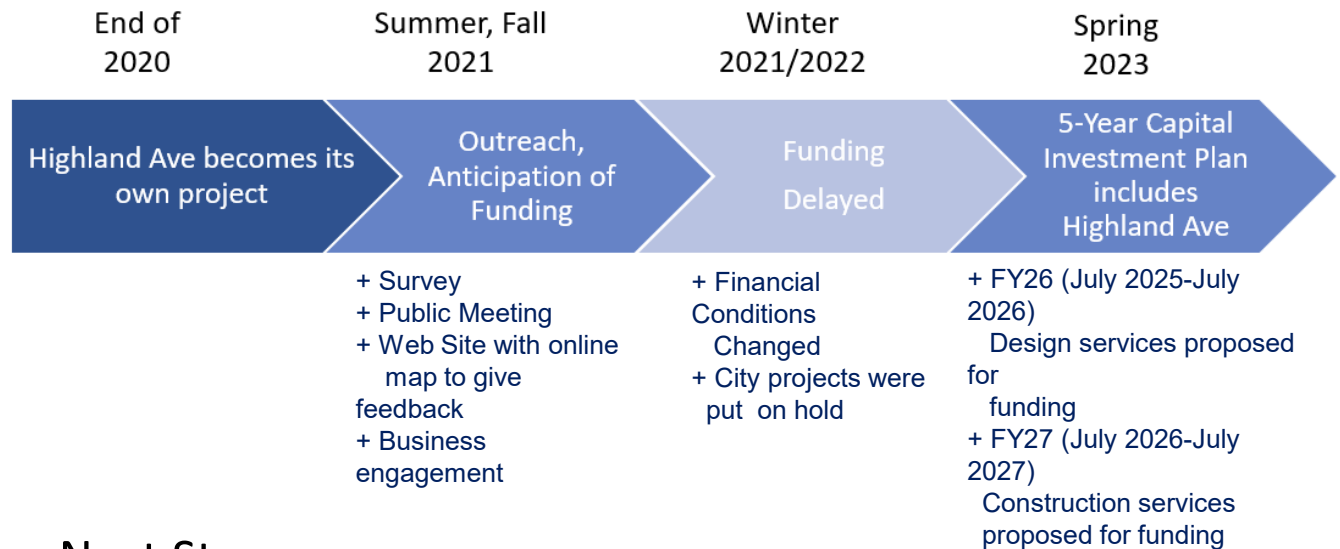 End of
2020
Summer, Fall
2021
Winter
2021/2022
Spring
2023
Highland Ave becomes its
own project
Outreach,
Anticipation of
Funding
Funding
Delayed
5-Year Capital
Investment Plan
includes
Highland Ave
+ Survey
+ Public Meeting
+ Web Site with online
map to give
feedback
+ Business
engagement
+ Financial
Conditions
Changed
+ City projects were
put on hold
+ FY26 (July 2025-July
2026)
Design services proposed
for
funding
+ FY27 (July 2026-July
2027)
Construction services
proposed for funding